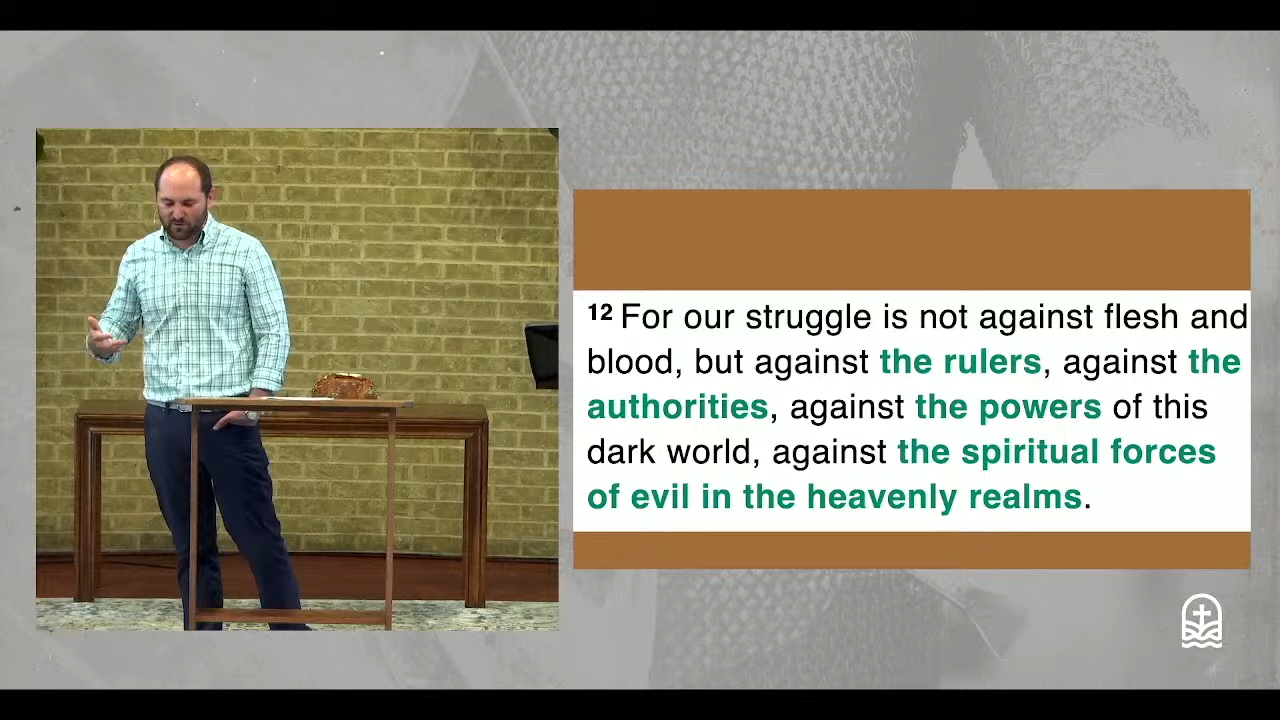 12 For our struggle is not against flesh and
blood, but against the rulers, against the
authorities, against the powers of this
dark world, against the spiritual forces
of evil in the heavenly realms.